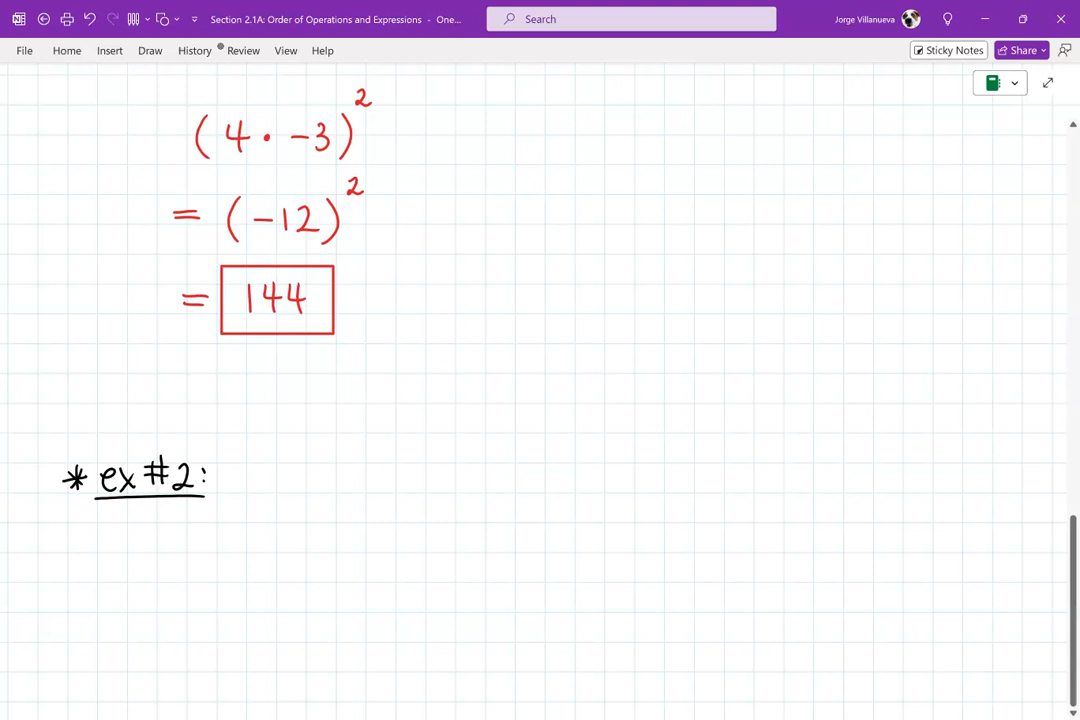 Section 2.1A: Order of Operations and Expressions - One...
Search
Jorge Villanueva
File Home Insert Draw History Review View Help
Sticky Notes
Share
(4 · -3)²
= (-12)²
= 144
* ex #2: